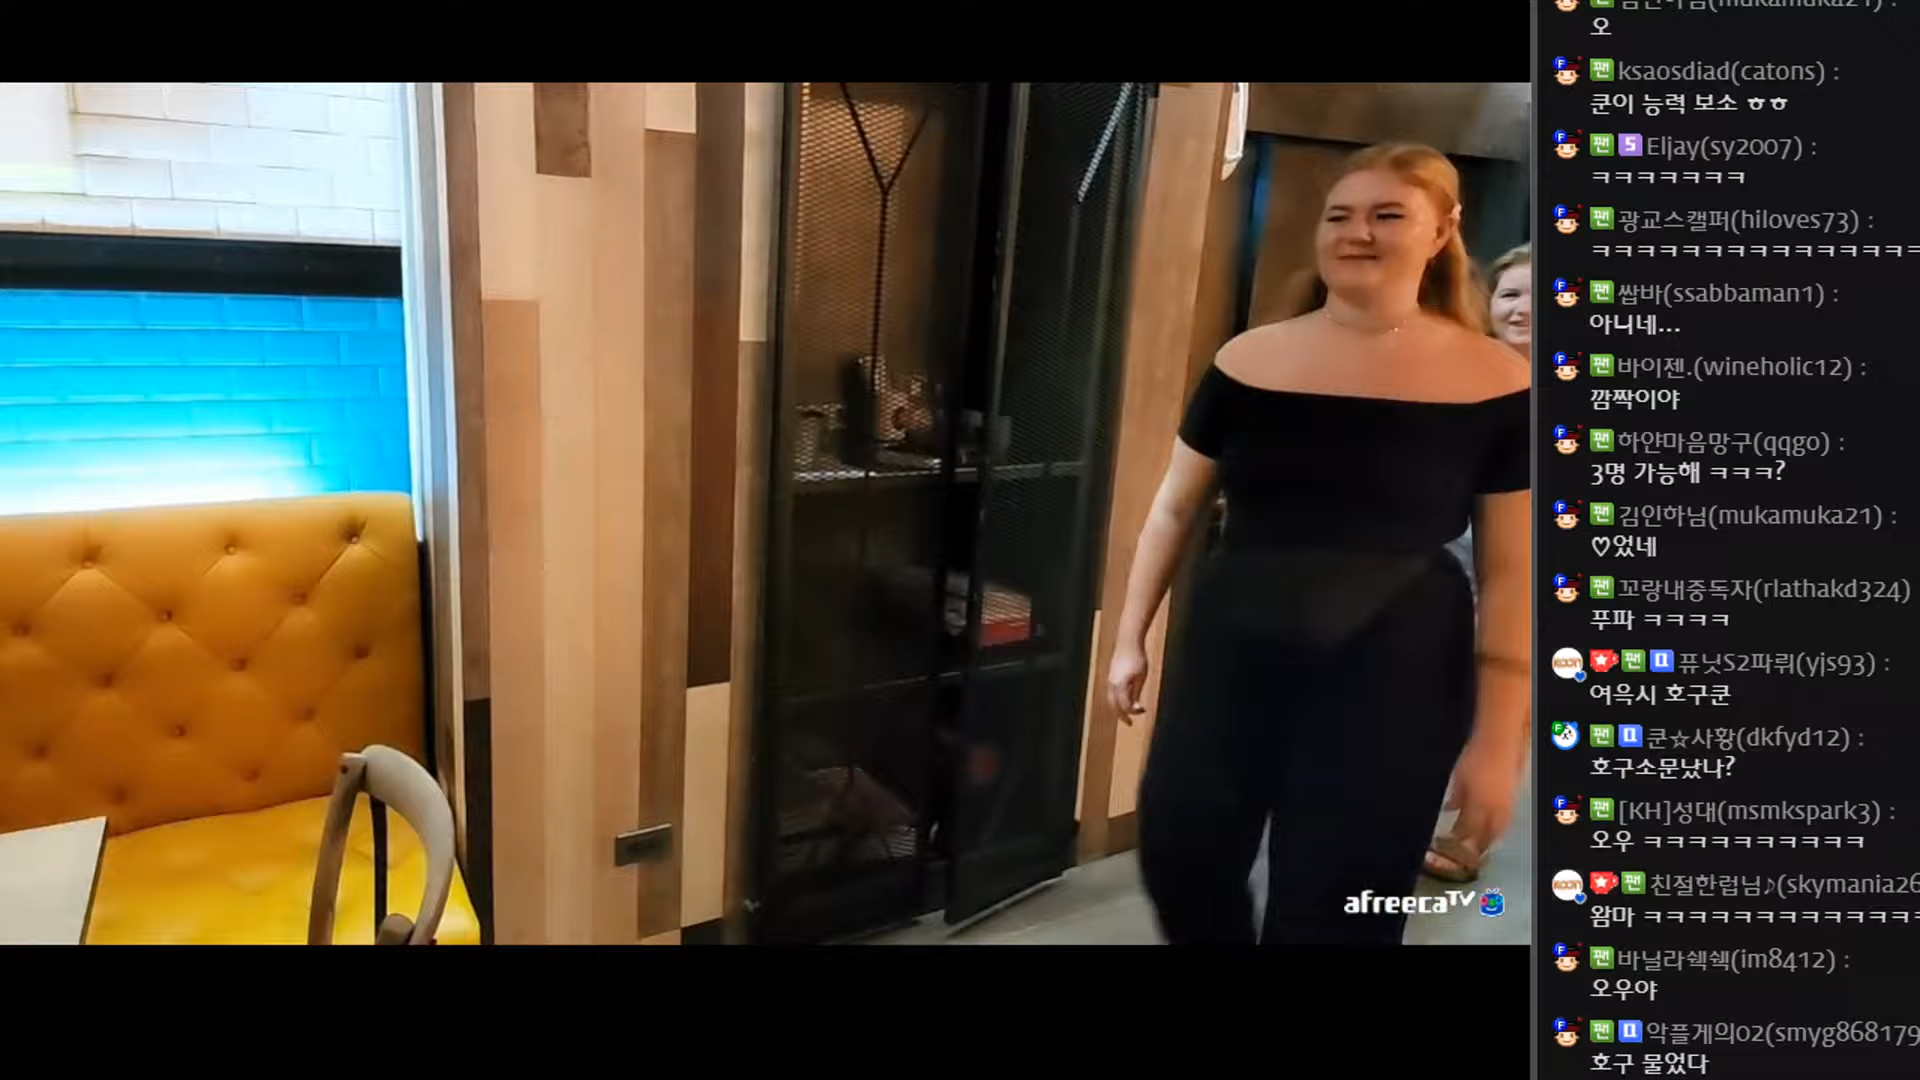 오
ksaosdiad(catons) :
쿤이 능력 보소 ㅎㅎ
Eljay(sy2007) :
ㅋㅋㅋㅋㅋㅋㅋ
광교스캘퍼(hiloves73) :
ㅋㅋㅋㅋㅋㅋㅋㅋㅋㅋㅋㅋㅋㅋㅋ
쌉바(ssabbaman1) :
아니네...
바이젠.(wineholic12) :
깜짝이야
하얀마음망구(qqgo) :
3명 가능해 ㅋㅋㅋ?
김인하님(mukamuka21) :
♡었네
꼬랑내중독자(rlathakd324)
푸파 ㅋㅋㅋㅋ
퓨닛S2파뤼(yjs93) :
여윽시 호구쿤
쿤☆사황(dkfyd12) :
호구소문났나?
[KH]성대(msmkspark3) :
오우 ㅋㅋㅋㅋㅋㅋㅋㅋㅋㅋ
친절한럽님♪(skymania26
왐마 ㅋㅋㅋㅋㅋㅋㅋㅋㅋㅋㅋㅋㅋ
바닐라쉑쉑(im8412) :
오우야
악플게의02(smyg868179
호구 물었다
afreecaTV